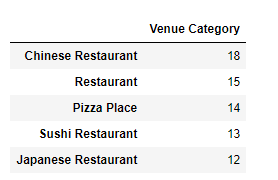 Venue Category
Chinese Restaurant 18
Restaurant 15
Pizza Place 14
Sushi Restaurant 13
Japanese Restaurant 12